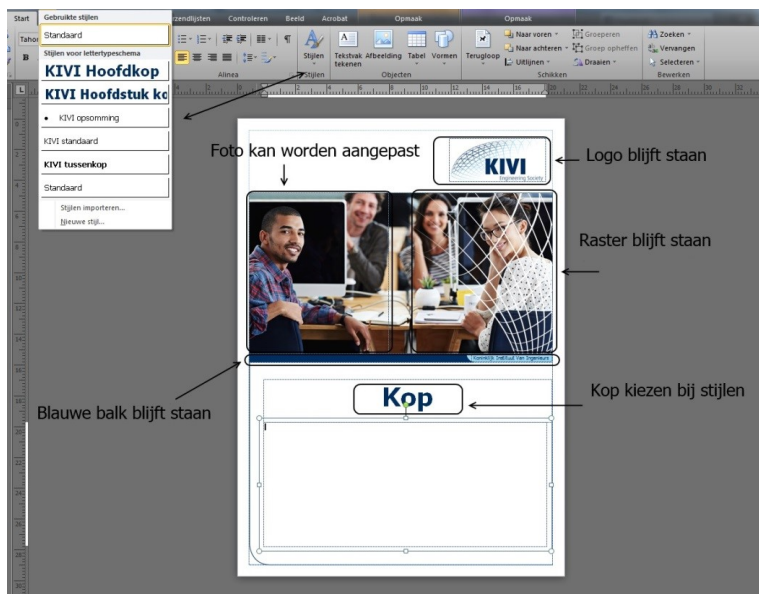 Start
Gebruikte stijlen
rzendlijsten Controleren Beeld Acrobat Opmaak Opmaak
Standaard
Stijlen voor lettertypeschema
KIVI Hoofdkop
KIVI Hoofdstuk ko
• KIVI opsomming
KIVI standaard
KIVI tussenkop
Standaard
Stijlen importeren...
Nieuwe stijl...
Taho
B
Alinea
Stijlen
Stijlen
Tekstvak tekenen
Afbeelding
Tabel
Vormen
Objecten
Terugloop
Naar voren
Naar achteren
Uitlijnen
Groeperen
Groep opheffen
Draaien
Schikken
Zoeken
Vervangen
Selecteren
Bewerken
Foto kan worden aangepast
KIVI
Engineering Society
Logo blijft staan
Raster blijft staan
Koninklijk Instituut Van Ingenieurs
Blauwe balk blijft staan
Kop
Kop kiezen bij stijlen